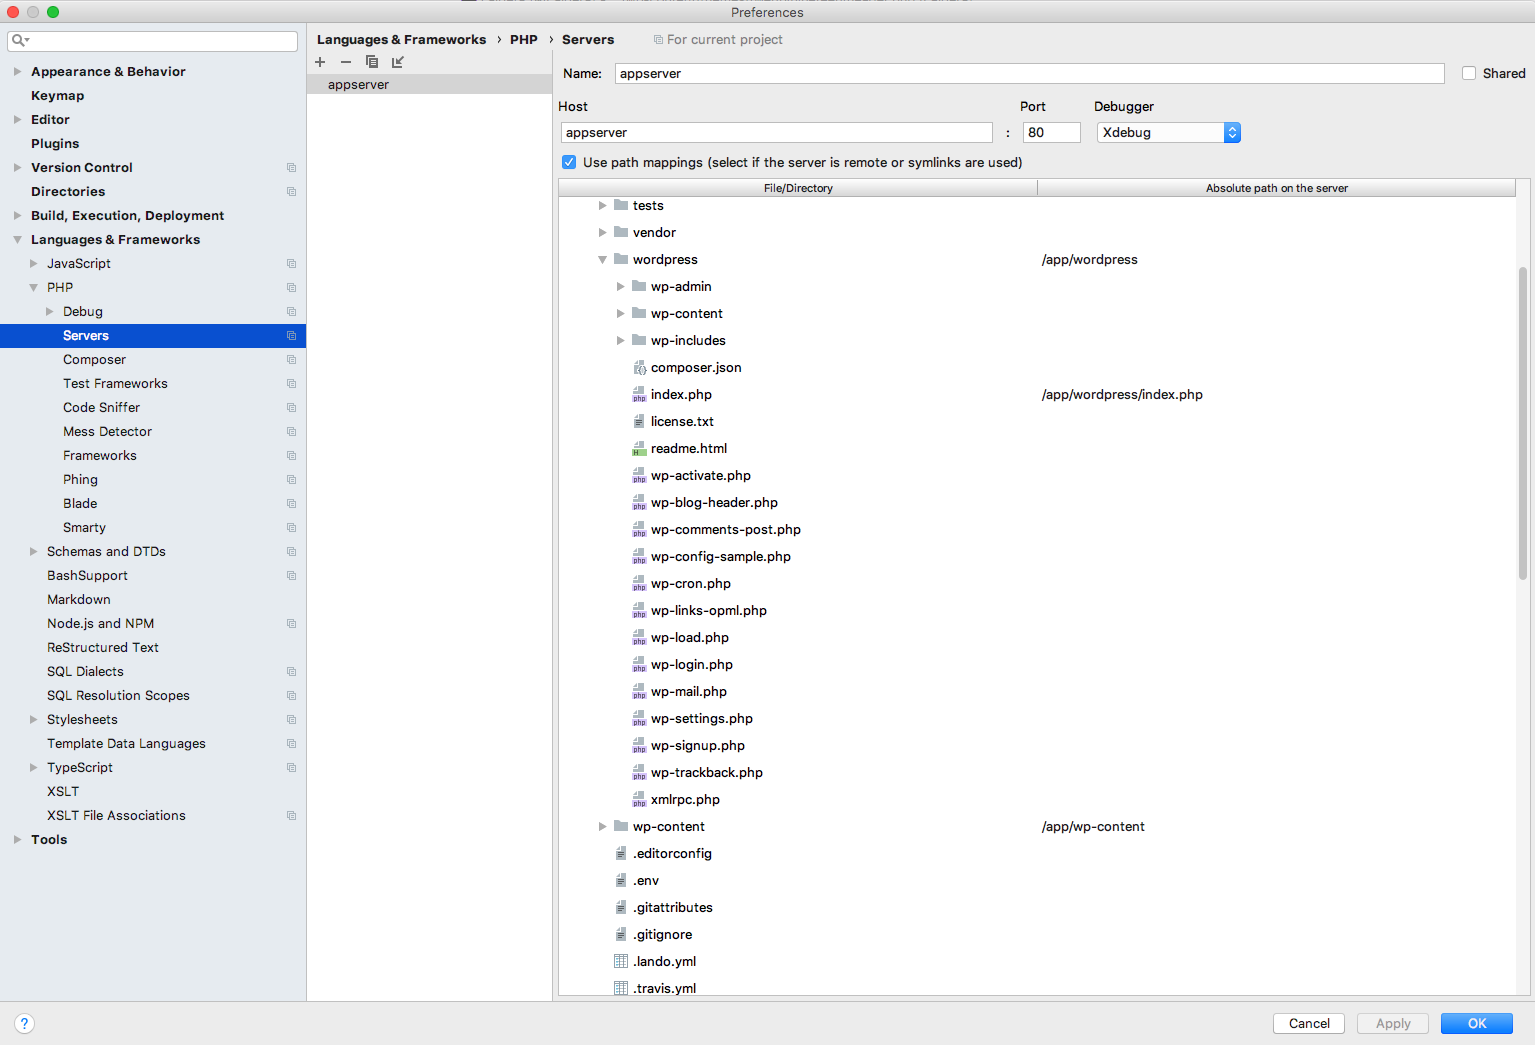 Preferences
Appearance & Behavior
Keymap
Editor
Plugins
Version Control
Directories
Build, Execution, Deployment
Languages & Frameworks
JavaScript
PHP
Debug
Servers
Composer
Test Frameworks
Code Sniffer
Mess Detector
Frameworks
Phing
Blade
Smarty
Schemas and DTDs
BashSupport
Markdown
Node.js and NPM
ReStructured Text
SQL Dialects
SQL Resolution Scopes
Stylesheets
Template Data Languages
TypeScript
XSLT
XSLT File Associations
Tools
Languages & Frameworks › PHP › Servers For current project
appserver
Name: appserver Shared
Host Port Debugger
appserver : 80 Xdebug
Use path mappings (select if the server is remote or symlinks are used)
File/Directory Absolute path on the server
tests
vendor
wordpress /app/wordpress
wp-admin
wp-content
wp-includes
composer.json
index.php /app/wordpress/index.php
license.txt
readme.html
wp-activate.php
wp-blog-header.php
wp-comments-post.php
wp-config-sample.php
wp-cron.php
wp-links-opml.php
wp-load.php
wp-login.php
wp-mail.php
wp-settings.php
wp-signup.php
wp-trackback.php
xmlrpc.php
wp-content /app/wp-content
.editorconfig
.env
.gitattributes
.gitignore
.lando.yml
.travis.yml
? Cancel Apply OK